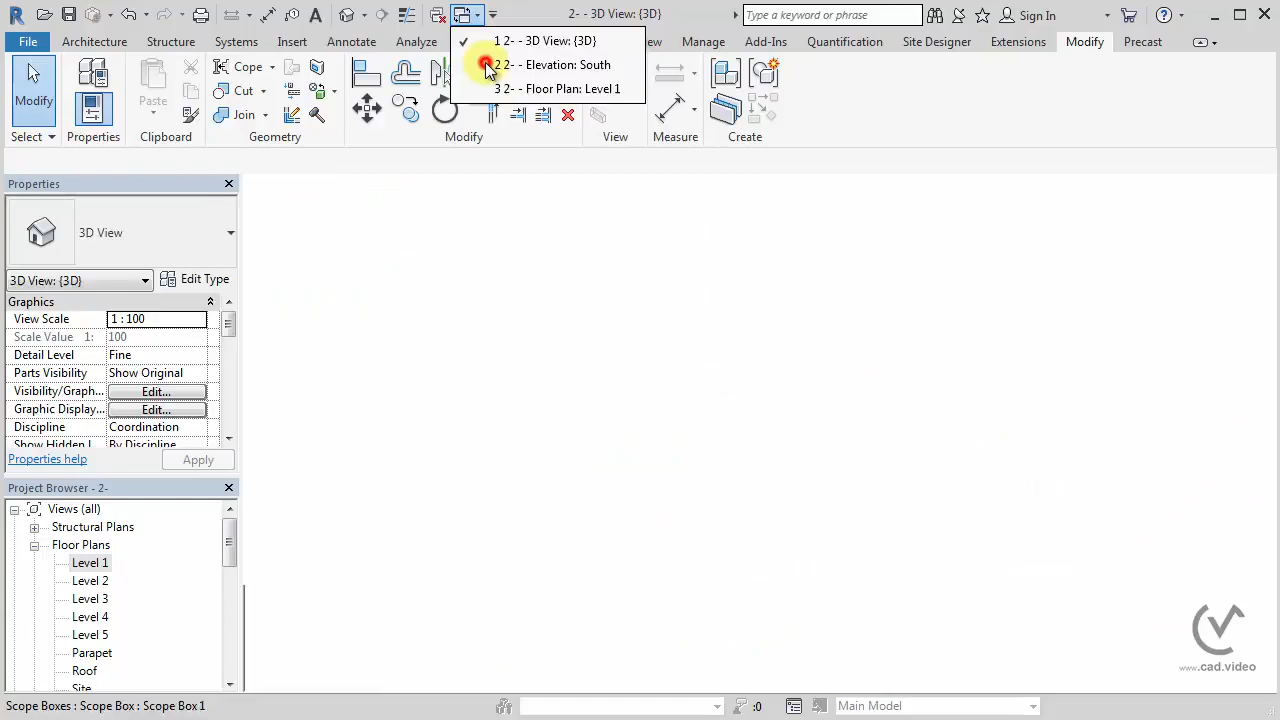 2- - 3D View: {3D}
Type a keyword or phrase
Sign In
File
Architecture
Structure
Systems
Insert
Annotate
Analyze
Manage
Add-Ins
Quantification
Site Designer
Extensions
Modify
Precast
1 2- - 3D View: {3D}
2 2- - Elevation: South
3 2- - Floor Plan: Level 1
Modify
Paste
Cope
Cut
Join
Select
Properties
Clipboard
Geometry
Modify
View
Measure
Create
Properties
3D View
3D View: {3D}
Edit Type
Graphics
View Scale
1 : 100
Scale Value 1:
100
Detail Level
Fine
Parts Visibility
Show Original
Visibility/Graph...
Edit...
Graphic Display...
Edit...
Discipline
Coordination
Show Hidden L
By Discipline
Properties help
Apply
Project Browser - 2-
Views (all)
Structural Plans
Floor Plans
Level 1
Level 2
Level 3
Level 4
Level 5
Parapet
Roof
Site
www.cad.video
Scope Boxes : Scope Box : Scope Box 1
:0
Main Model